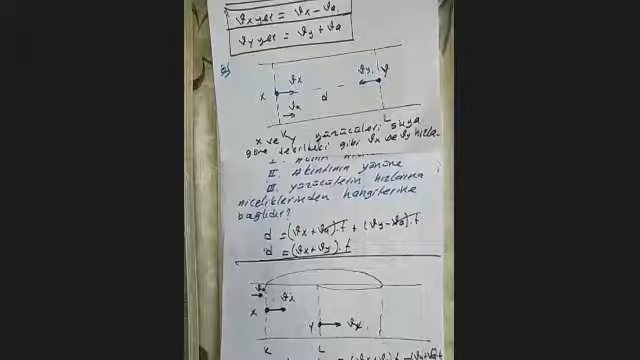 ϑx yer = ϑx - ϑa.
ϑy yer = ϑy + ϑa
ϑx
ϑy
x
d
y
ϑa
K
L
x ve y yüzücüleri suya
göre şekildeki gibi ϑx ve ϑy hızla-
I.
II. Akıntının yönüne
III. yüzücülerin hızlarına
niceliklerinden hangilerine
bağlıdır?
d = (ϑx + ϑa).t + (ϑy - ϑa).t
d = (ϑx + ϑy).t
ϑa
ϑx
x
y
K
L